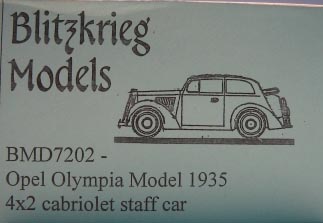 Blitzkrieg
Models
BMD7202 -
Opel Olympia Model 1935
4x2 cabriolet staff car